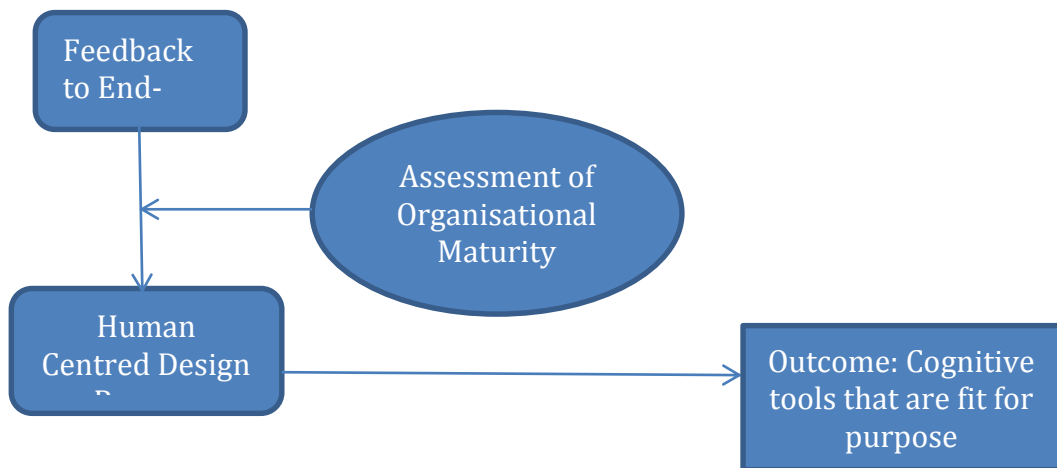 Feedback
to End-
Assessment of
Organisational
Maturity
Human
Centred Design
Outcome: Cognitive
tools that are fit for
purpose